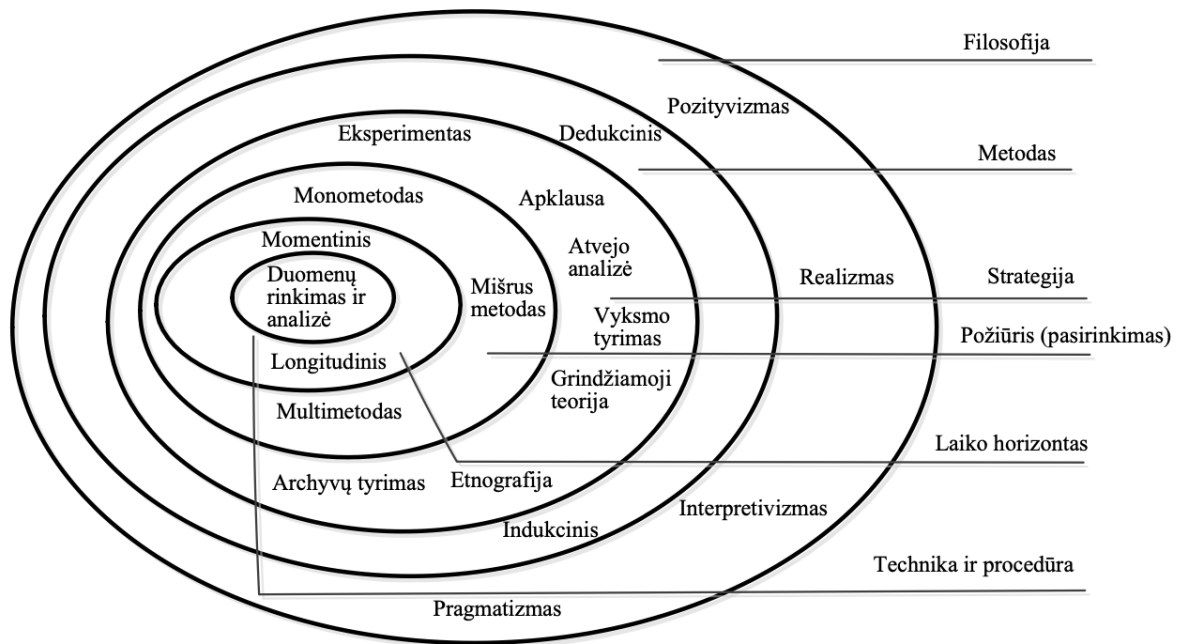 Filosofija
Pozityvizmas
Dedukcinis
Eksperimentas
Metodas
Monometodas
Apklausa
Momentinis
Atvejo
analizė
Duomenų
rinkimas ir
analizė
Mišrus
metodas
Realizmas
Strategija
Vyksmo
tyrimas
Požiūris (pasirinkimas)
Longitudinis
Grindžiamoji
teorija
Multimetodas
Laiko horizontas
Archyvų tyrimas
Etnografija
Interpretivizmas
Indukcinis
Technika ir procedūra
Pragmatizmas